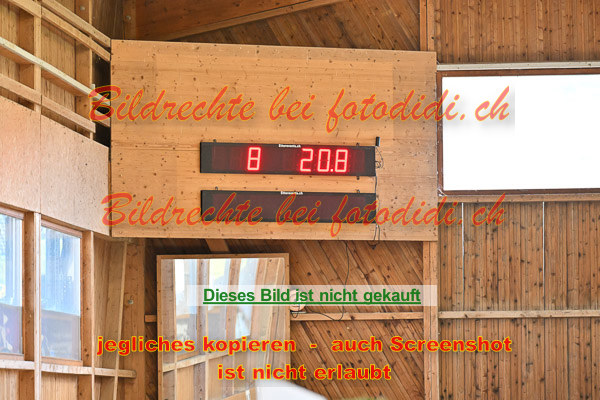 Bildrechte bei fotodidi.ch
8 20.8
Bildrechte bei fotodidi.ch
Dieses Bild ist nicht gekauft
jegliches kopieren - auch Screenshot
ist nicht erlaubt